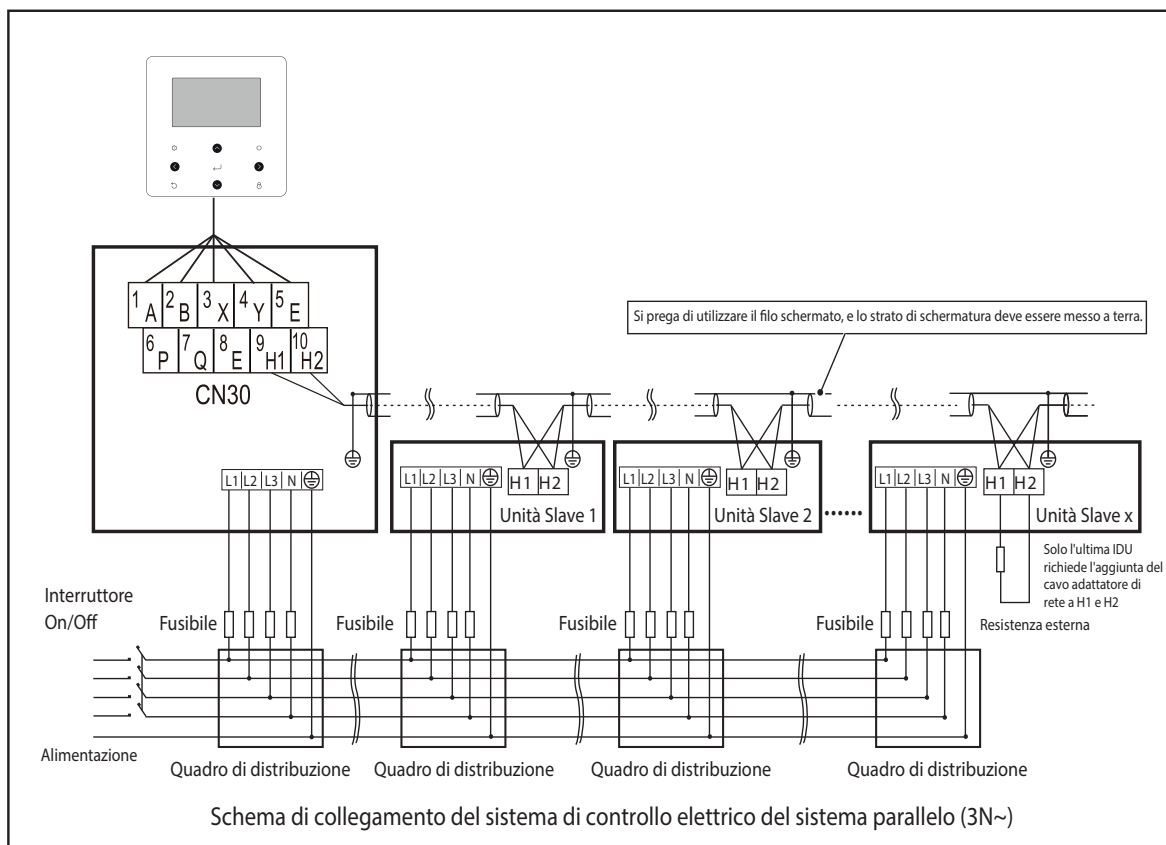 1 A 2 B 3 X 4 Y 5 E
6 P 7 Q 8 E 9 H1 10 H2
CN30
Si prega di utilizzare il filo schermato, e lo strato di schermatura deve essere messo a terra.
L1 L2 L3 N
L1 L2 L3 N
H1 H2
Unità Slave 1
L1 L2 L3 N
H1 H2
Unità Slave 2
L1 L2 L3 N
H1 H2
Unità Slave x
Solo l'ultima IDU
richiede l'aggiunta del
cavo adattatore di
rete a H1 e H2
Resistenza esterna
Interruttore
On/Off
Fusibile
Fusibile
Fusibile
Fusibile
Alimentazione
Quadro di distribuzione
Quadro di distribuzione
Quadro di distribuzione
Quadro di distribuzione
Schema di collegamento del sistema di controllo elettrico del sistema parallelo (3N~)